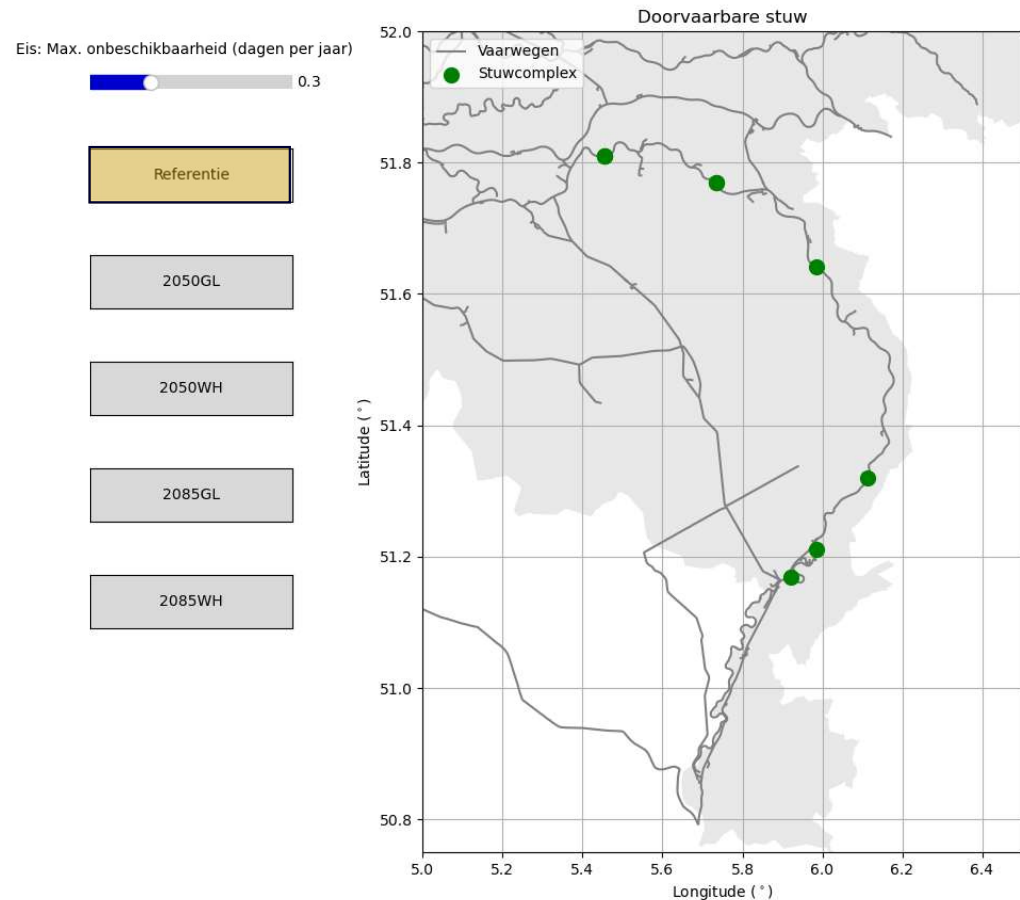 Doorvaarbare stuw
Eis: Max. onbeschikbaarheid (dagen per jaar)
0.3
Referentie
2050GL
2050WH
2085GL
2085WH
Vaarwegen
Stuwcomplex
52.0
51.8
51.6
51.4
51.2
51.0
50.8
Latitude (°)
5.0 5.2 5.4 5.6 5.8 6.0 6.2 6.4
Longitude (°)